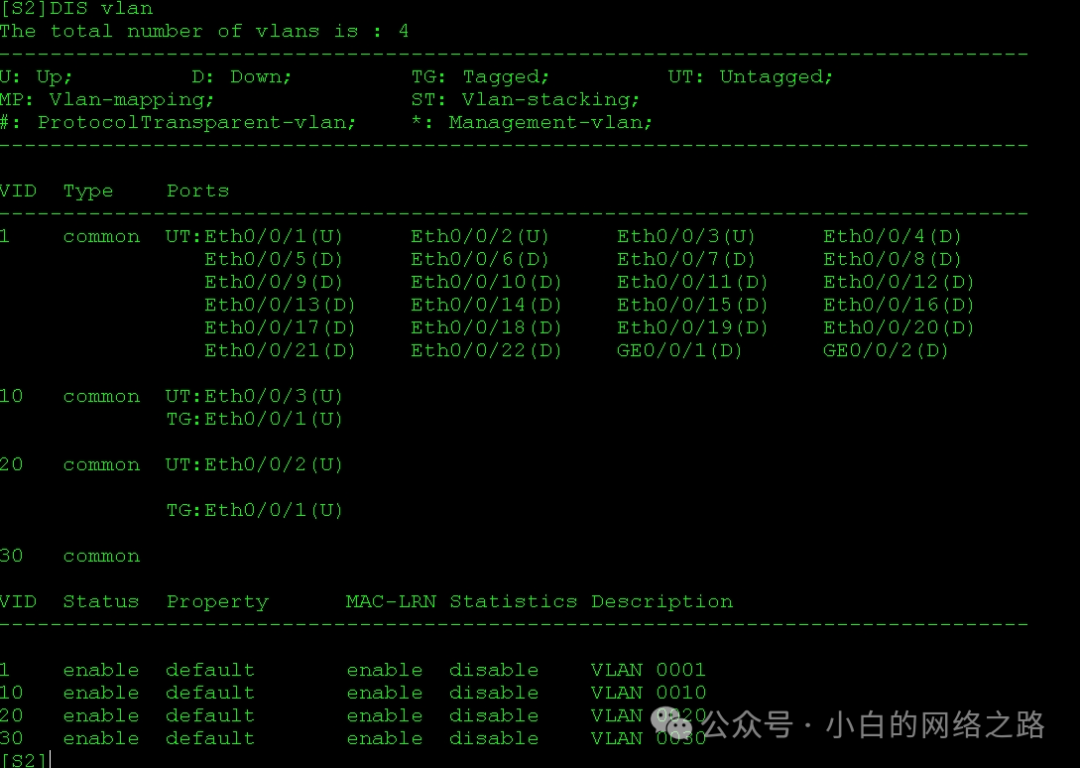 [S2]DIS vlan
The total number of vlans is : 4
--------------------------------------------------------------------------------
U: Up; D: Down; TG: Tagged; UT: Untagged;
MP: Vlan-mapping; ST: Vlan-stacking;
#: ProtocolTransparent-vlan; *: Management-vlan;
--------------------------------------------------------------------------------
VID Type Ports
--------------------------------------------------------------------------------
1 common UT:Eth0/0/1(U) Eth0/0/2(U) Eth0/0/3(U) Eth0/0/4(D)
Eth0/0/5(D) Eth0/0/6(D) Eth0/0/7(D) Eth0/0/8(D)
Eth0/0/9(D) Eth0/0/10(D) Eth0/0/11(D) Eth0/0/12(D)
Eth0/0/13(D) Eth0/0/14(D) Eth0/0/15(D) Eth0/0/16(D)
Eth0/0/17(D) Eth0/0/18(D) Eth0/0/19(D) Eth0/0/20(D)
Eth0/0/21(D) Eth0/0/22(D) GE0/0/1(D) GE0/0/2(D)
10 common UT:Eth0/0/3(U)
TG:Eth0/0/1(U)
20 common UT:Eth0/0/2(U)
TG:Eth0/0/1(U)
30 common
VID Status Property MAC-LRN Statistics Description
--------------------------------------------------------------------------------
1 enable default enable disable VLAN 0001
10 enable default enable disable VLAN 0010
20 enable default enable disable VLAN 0020
30 enable default enable disable VLAN 0030
公众号 · 小白的网络之路
[S2]